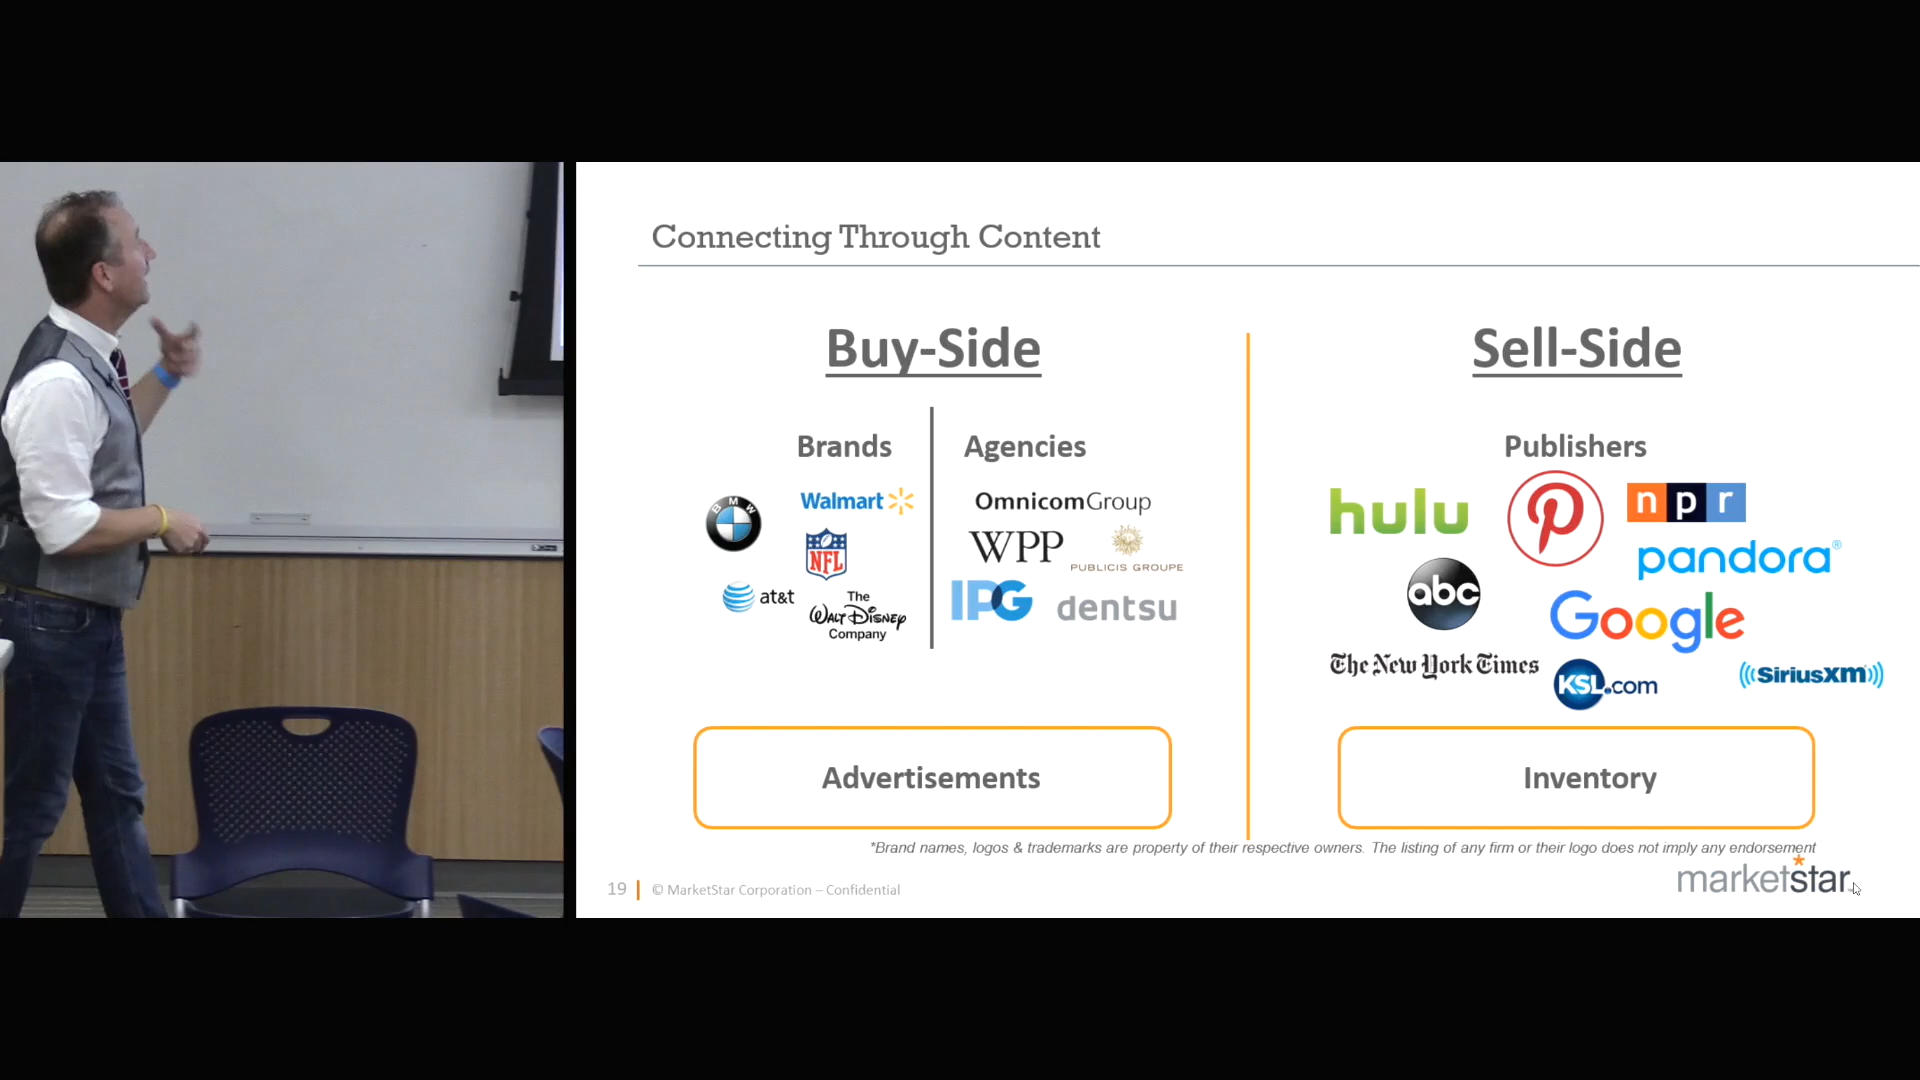 Connecting Through Content
Buy-Side
Sell-Side
Brands
Agencies
Publishers
BMW
Walmart
NFL
at&t
The
Walt Disney
Company
OmnicomGroup
WPP
PUBLICIS GROUPE
IPG
dentsu
hulu
P
npr
pandora®
abc
Google
The New York Times
KSL.com
SiriusXM
Advertisements
Inventory
*Brand names, logos & trademarks are property of their respective owners. The listing of any firm or their logo does not imply any endorsement
19
© MarketStar Corporation – Confidential
marketstar